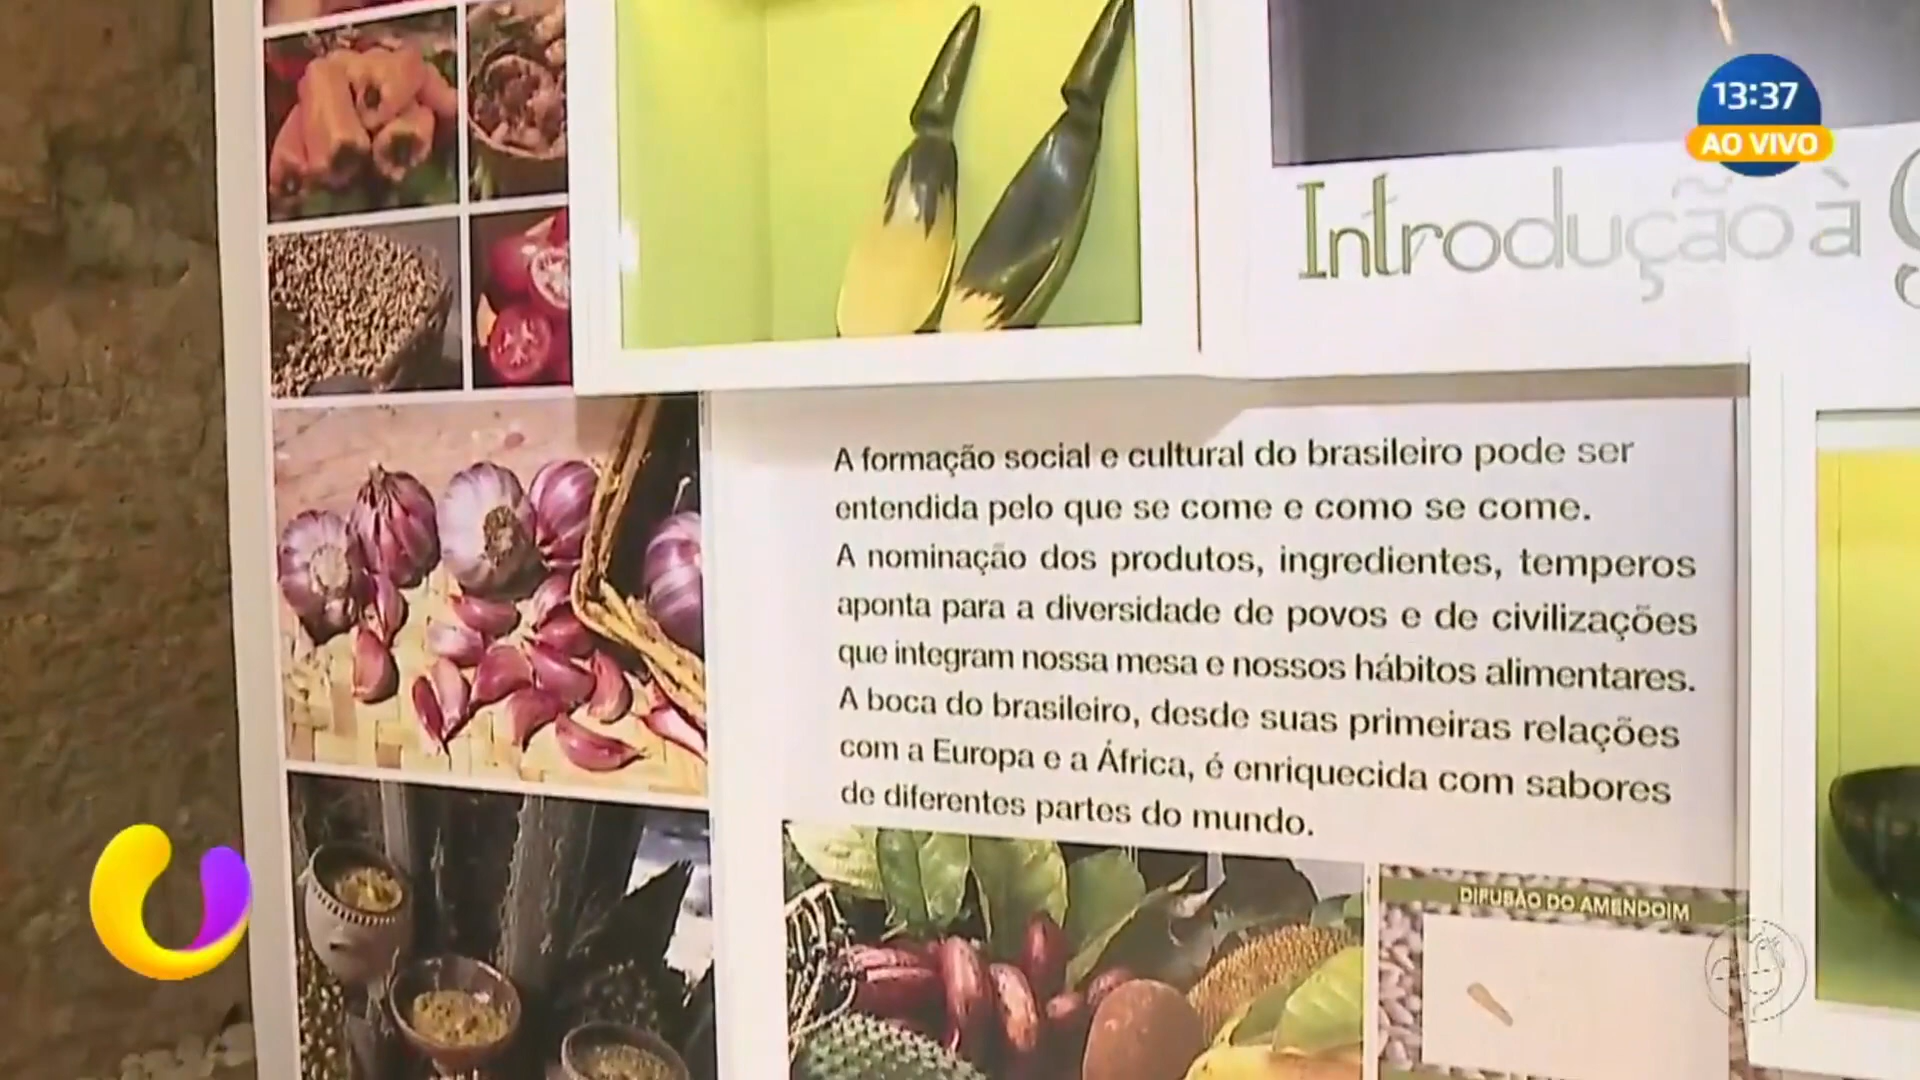 13:37
AO VIVO
Introdução à
A formação social e cultural do brasileiro pode ser
entendida pelo que se come e como se come.
A nominação dos produtos, ingredientes, temperos
aponta para a diversidade de povos e de civilizações
que integram nossa mesa e nossos hábitos alimentares.
A boca do brasileiro, desde suas primeiras relações
com a Europa e a África, é enriquecida com sabores
de diferentes partes do mundo.
DIFUSÃO DO AMENDOIM